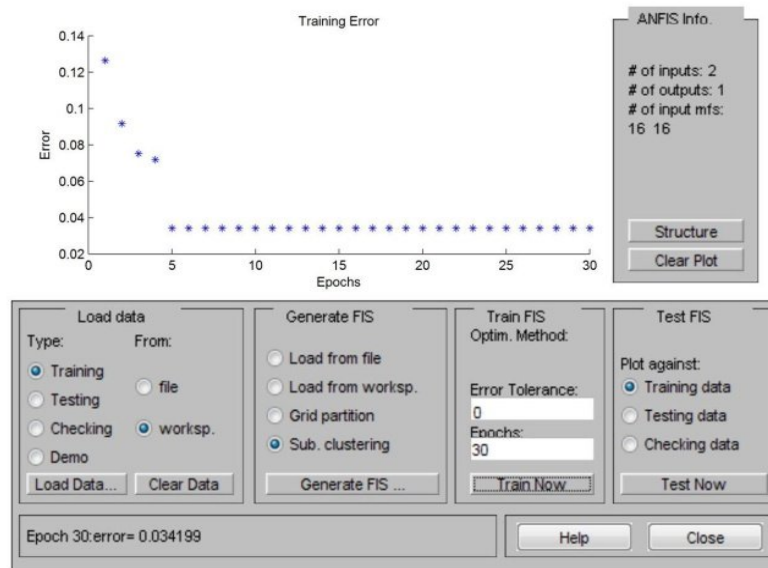 Training Error
0.14
0.12
0.1
0.08
0.06
0.04
0.02
Error
0 5 10 15 20 25 30
Epochs
ANFIS Info.
# of inputs: 2
# of outputs: 1
# of input mfs:
16 16
Structure
Clear Plot
Load data
Type: From:
Training
Testing
Checking
Demo
file
worksp.
Load Data... Clear Data
Generate FIS
Load from file
Load from worksp.
Grid partition
Sub. clustering
Generate FIS ...
Train FIS
Optim. Method:
Error Tolerance:
0
Epochs:
30
Train Now
Test FIS
Plot against:
Training data
Testing data
Checking data
Test Now
Epoch 30:error= 0.034199
Help Close